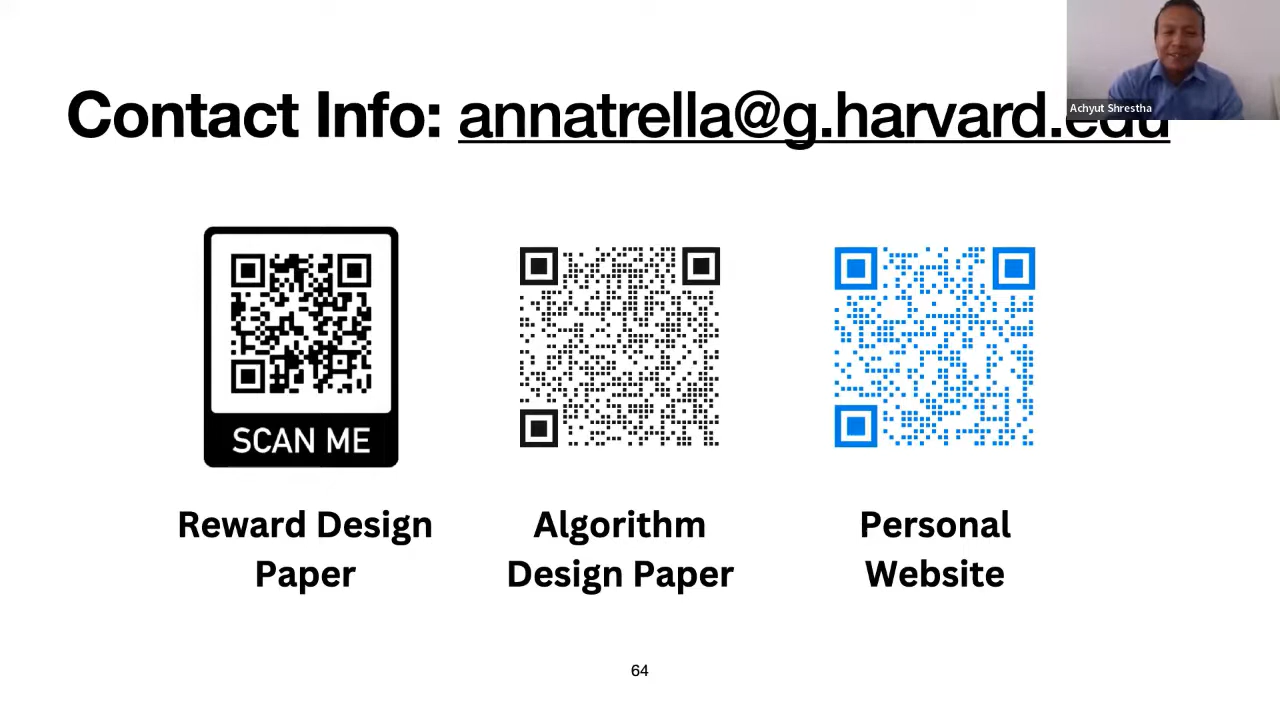 Contact Info: annatrella@g.harvard.edu
Achyut Shrestha
SCAN ME
Reward Design
Paper
Algorithm
Design Paper
Personal
Website
64